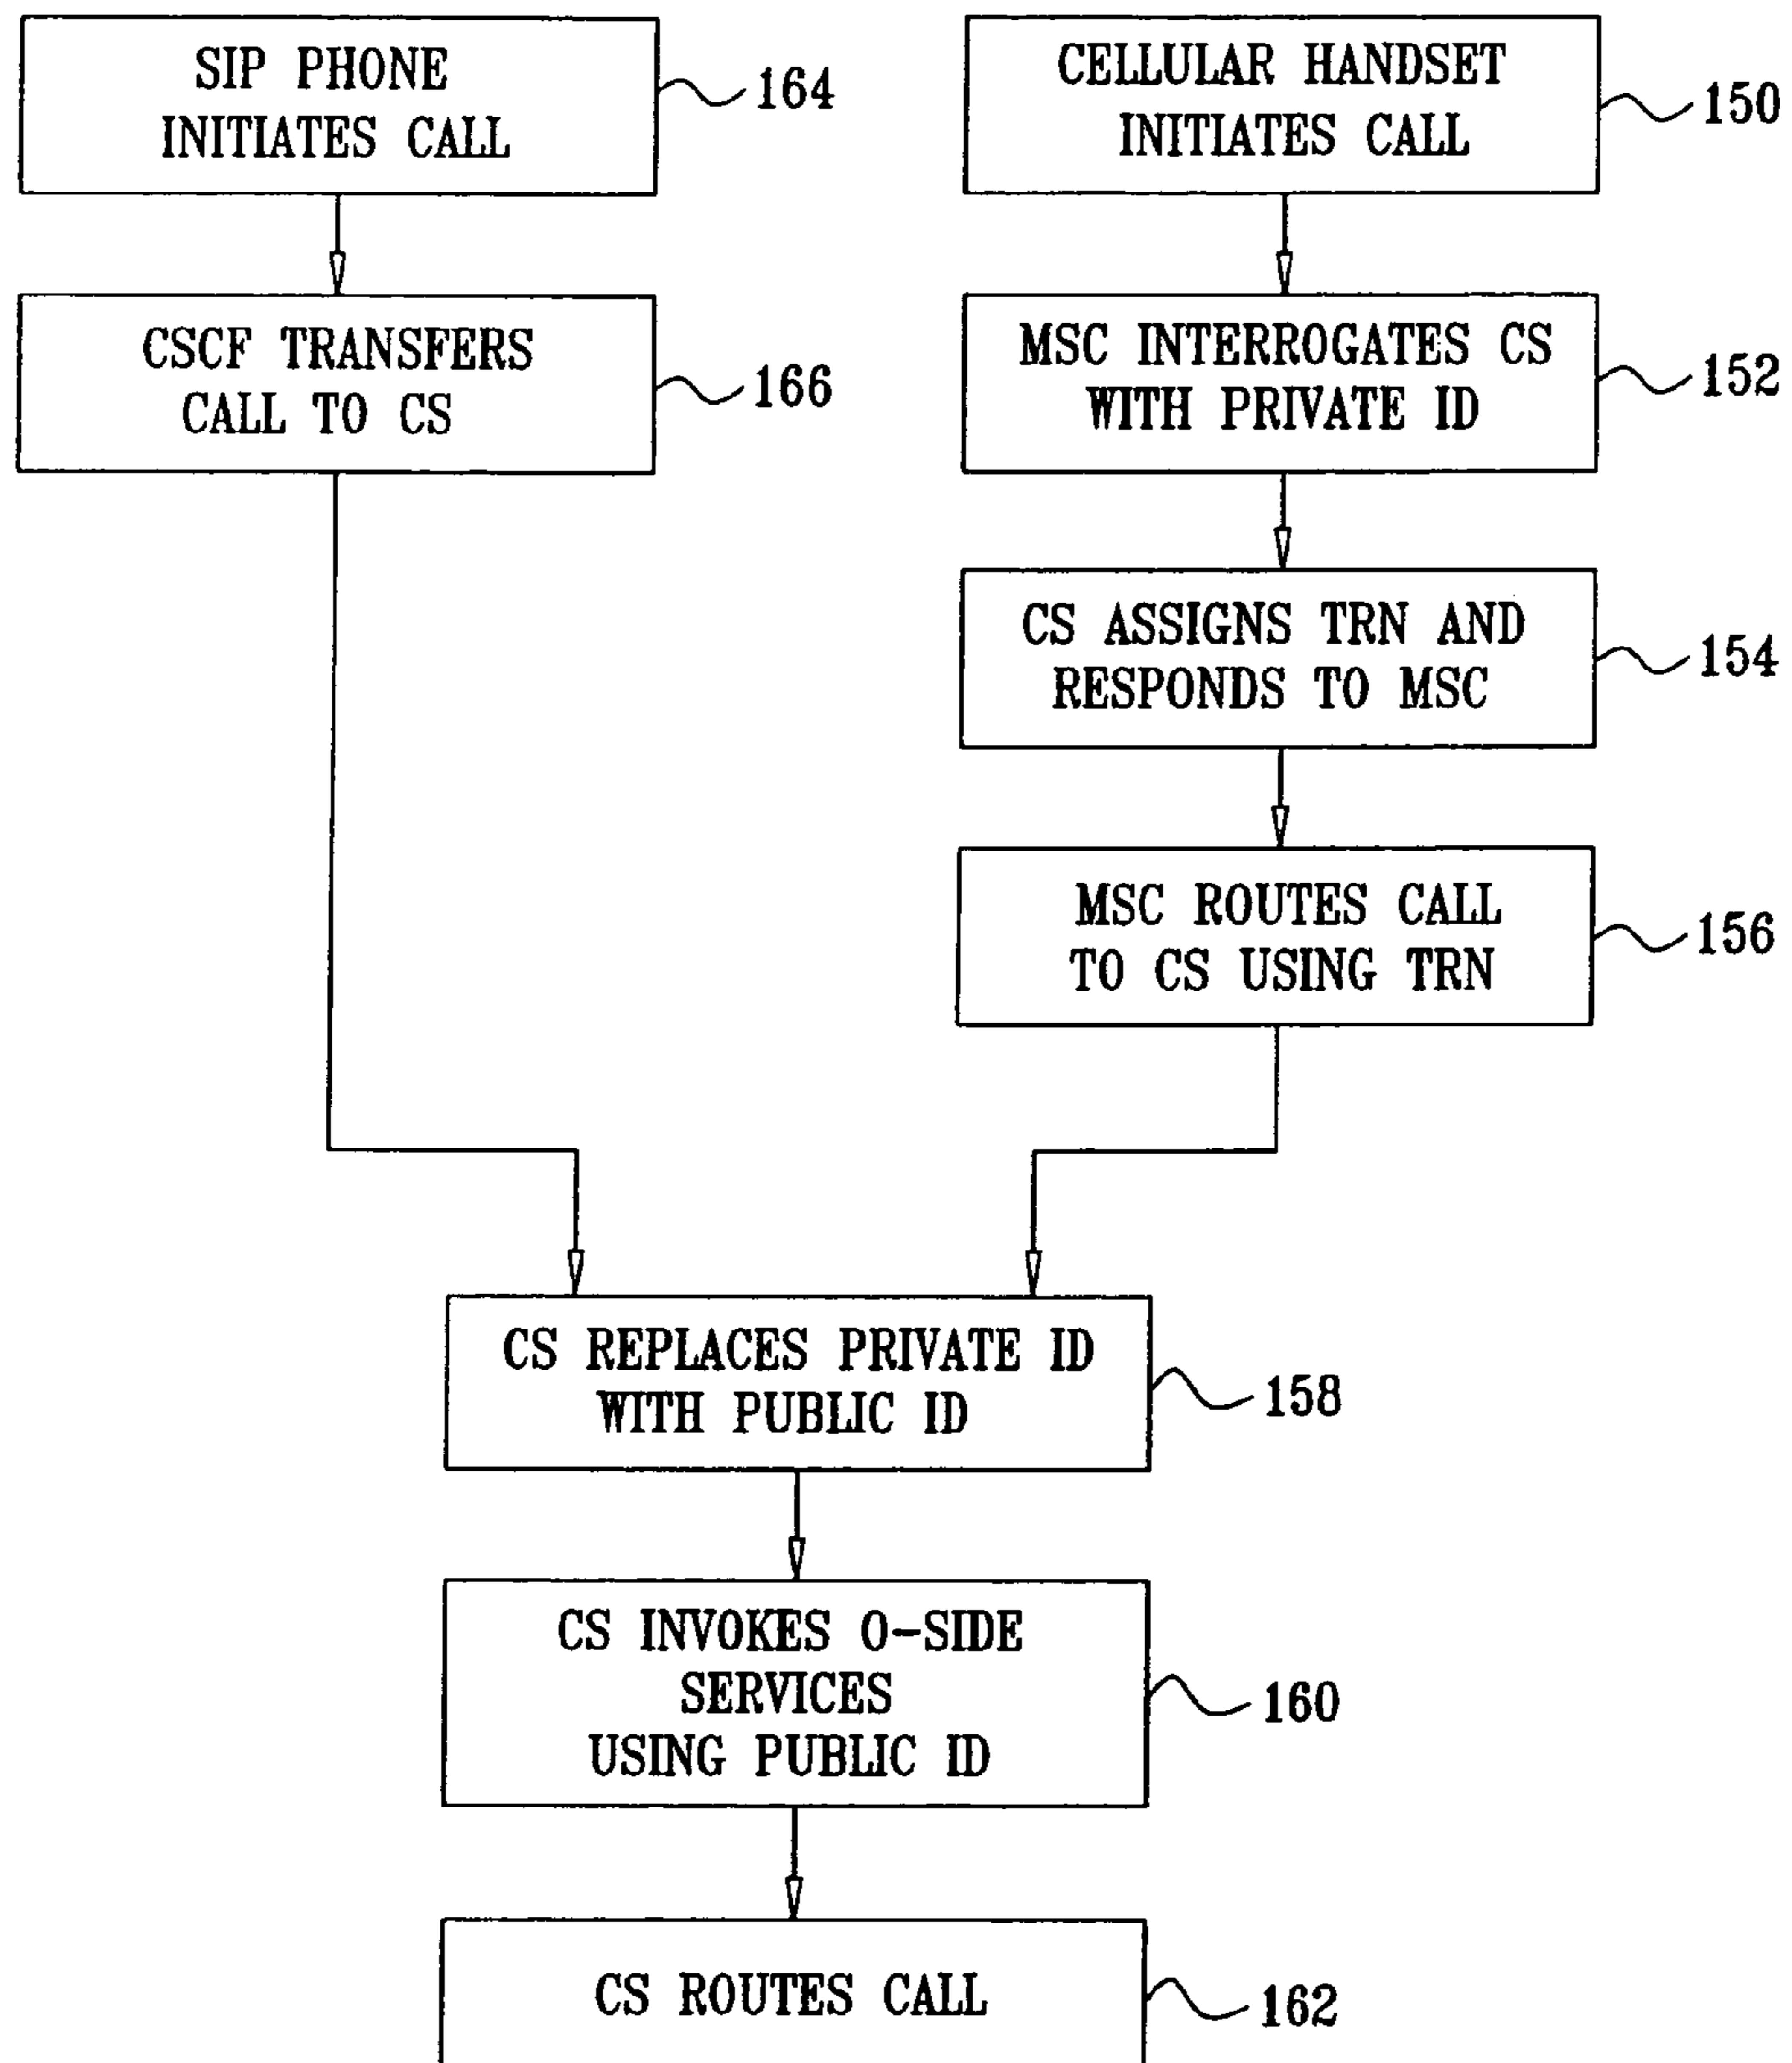 SIP PHONE
INITIATES CALL
164
CSCF TRANSFERS
CALL TO CS
166
CELLULAR HANDSET
INITIATES CALL
150
MSC INTERROGATES CS
WITH PRIVATE ID
152
CS ASSIGNS TRN AND
RESPONDS TO MSC
154
MSC ROUTES CALL
TO CS USING TRN
156
CS REPLACES PRIVATE ID
WITH PUBLIC ID
158
CS INVOKES O-SIDE
SERVICES
USING PUBLIC ID
160
CS ROUTES CALL
162